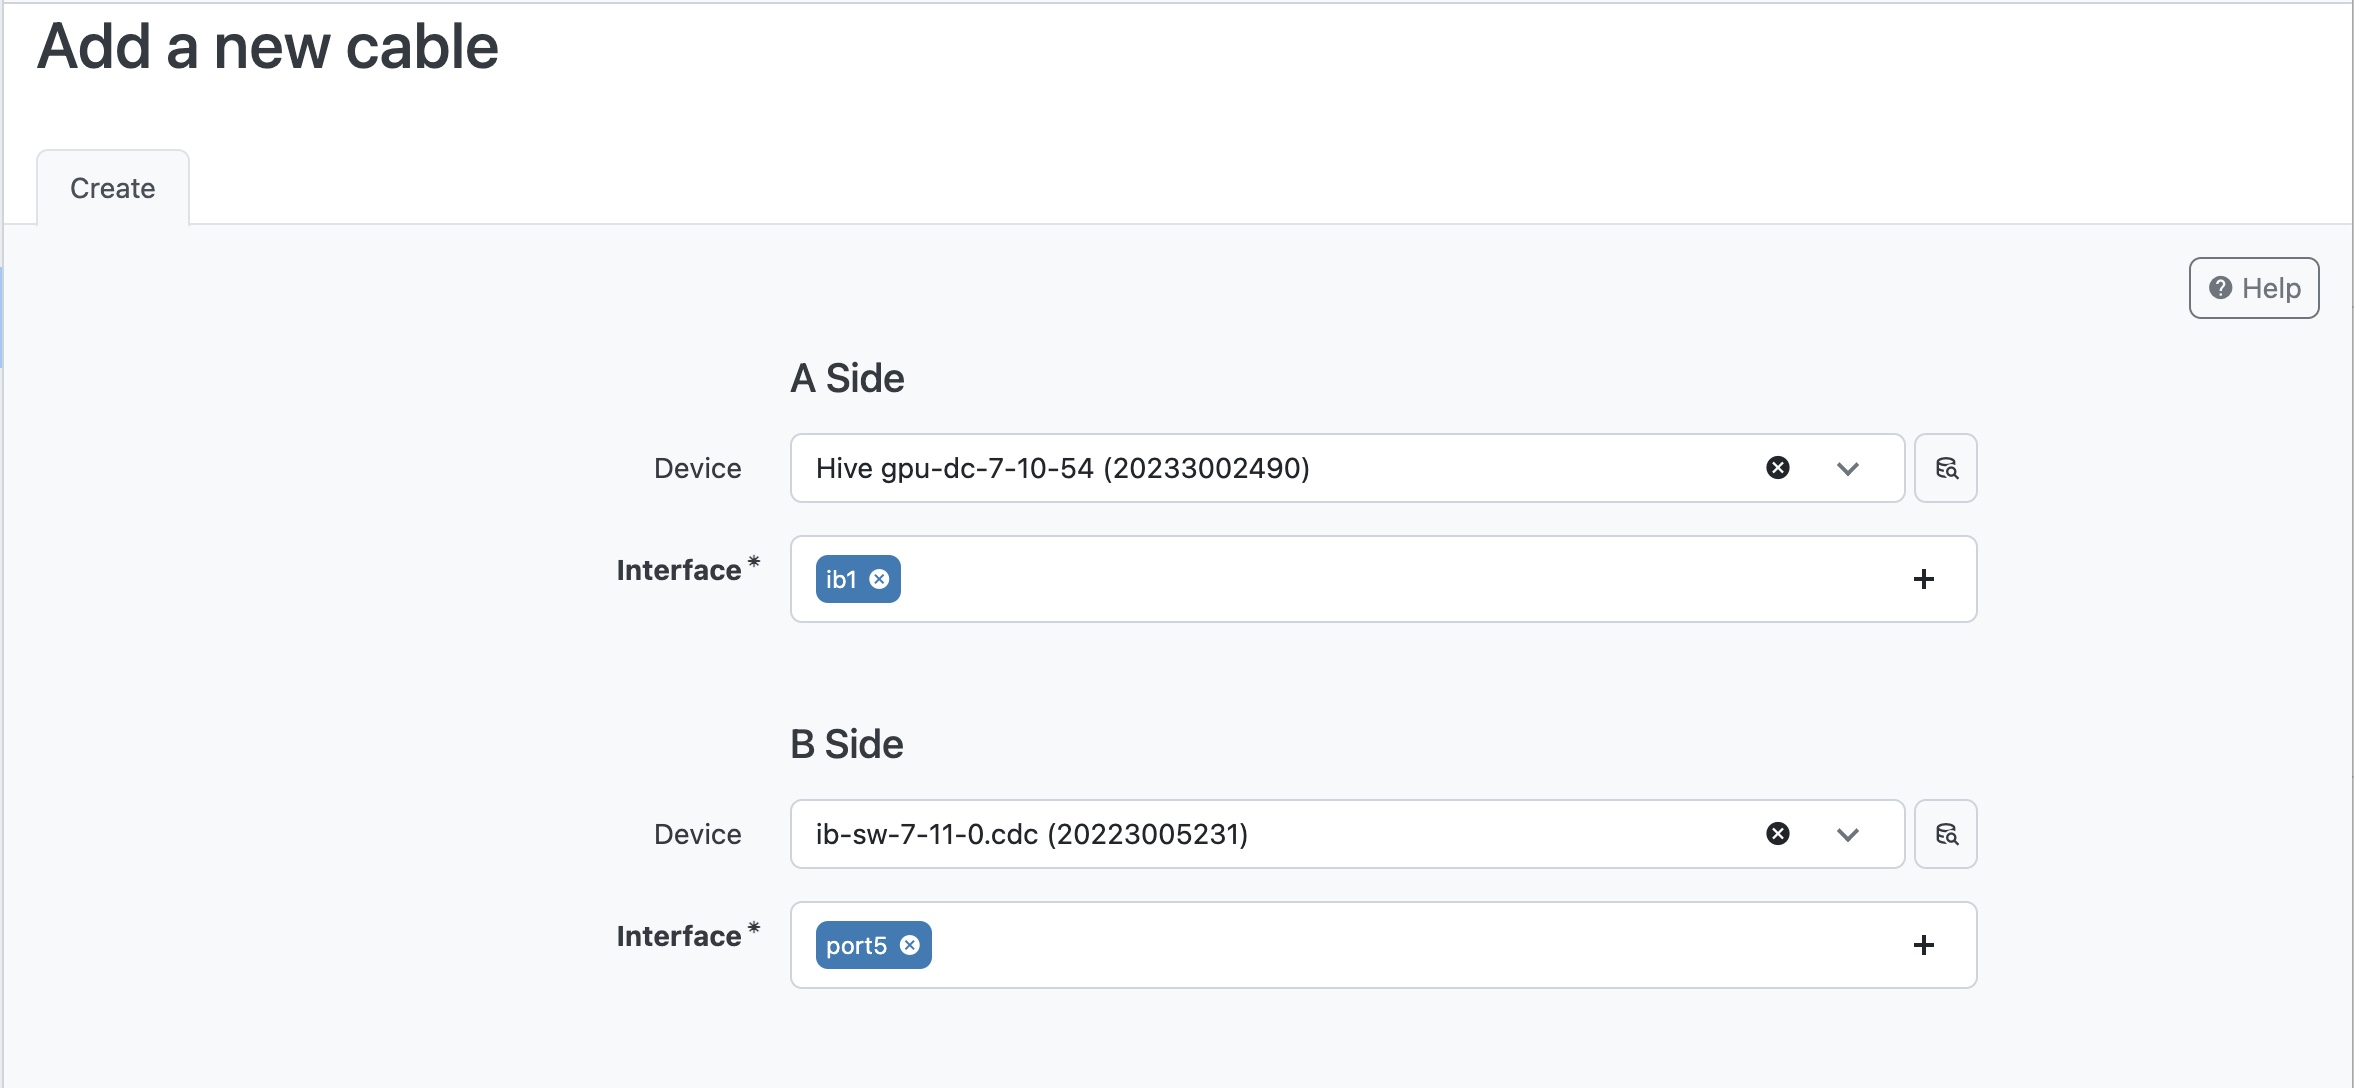 Add a new cable
Create
Help
A Side
Device Hive gpu-dc-7-10-54 (20233002490)
Interface * ib1
B Side
Device ib-sw-7-11-0.cdc (20223005231)
Interface * port5